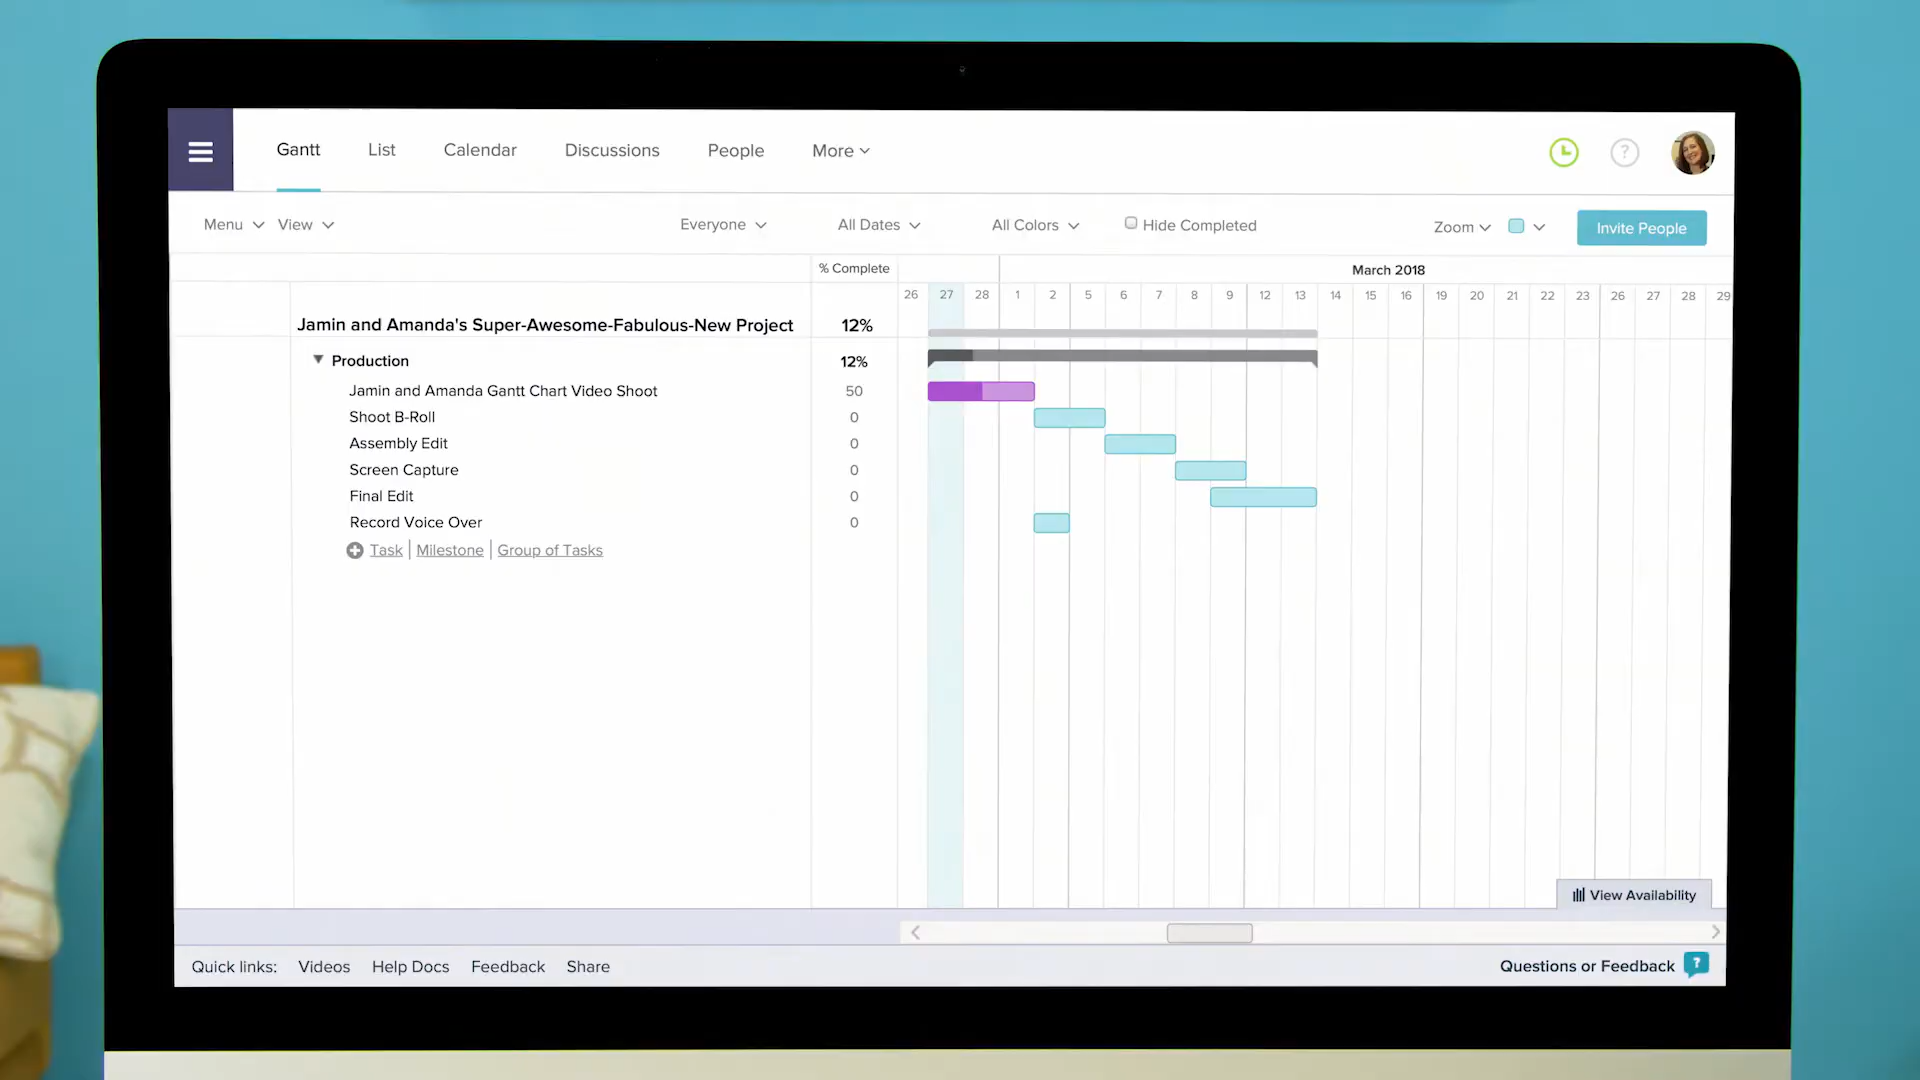 Gantt List Calendar Discussions People More ?
Menu View Everyone All Dates All Colors Hide Completed Zoom Invite People
% Complete March 2018
26 27 28 1 2 5 6 7 8 9 12 13 14 15 16 19 20 21 22 23 26 27 28 29
Jamin and Amanda's Super-Awesome-Fabulous-New Project 12%
Production 12%
Jamin and Amanda Gantt Chart Video Shoot 50
Shoot B-Roll 0
Assembly Edit 0
Screen Capture 0
Final Edit 0
Record Voice Over 0
Task | Milestone | Group of Tasks
View Availability
Quick links: Videos Help Docs Feedback Share Questions or Feedback ?